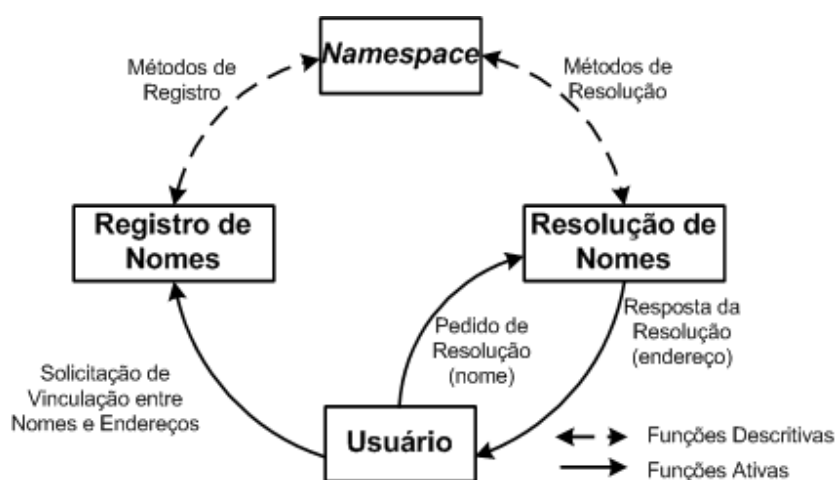 Namespace
Métodos de
Registro
Métodos de
Resolução
Registro de
Nomes
Resolução de
Nomes
Pedido de
Resolução
(nome)
Resposta da
Resolução
(endereço)
Solicitação de
Vinculação entre
Nomes e Endereços
Usuário
Funções Descritivas
Funções Ativas